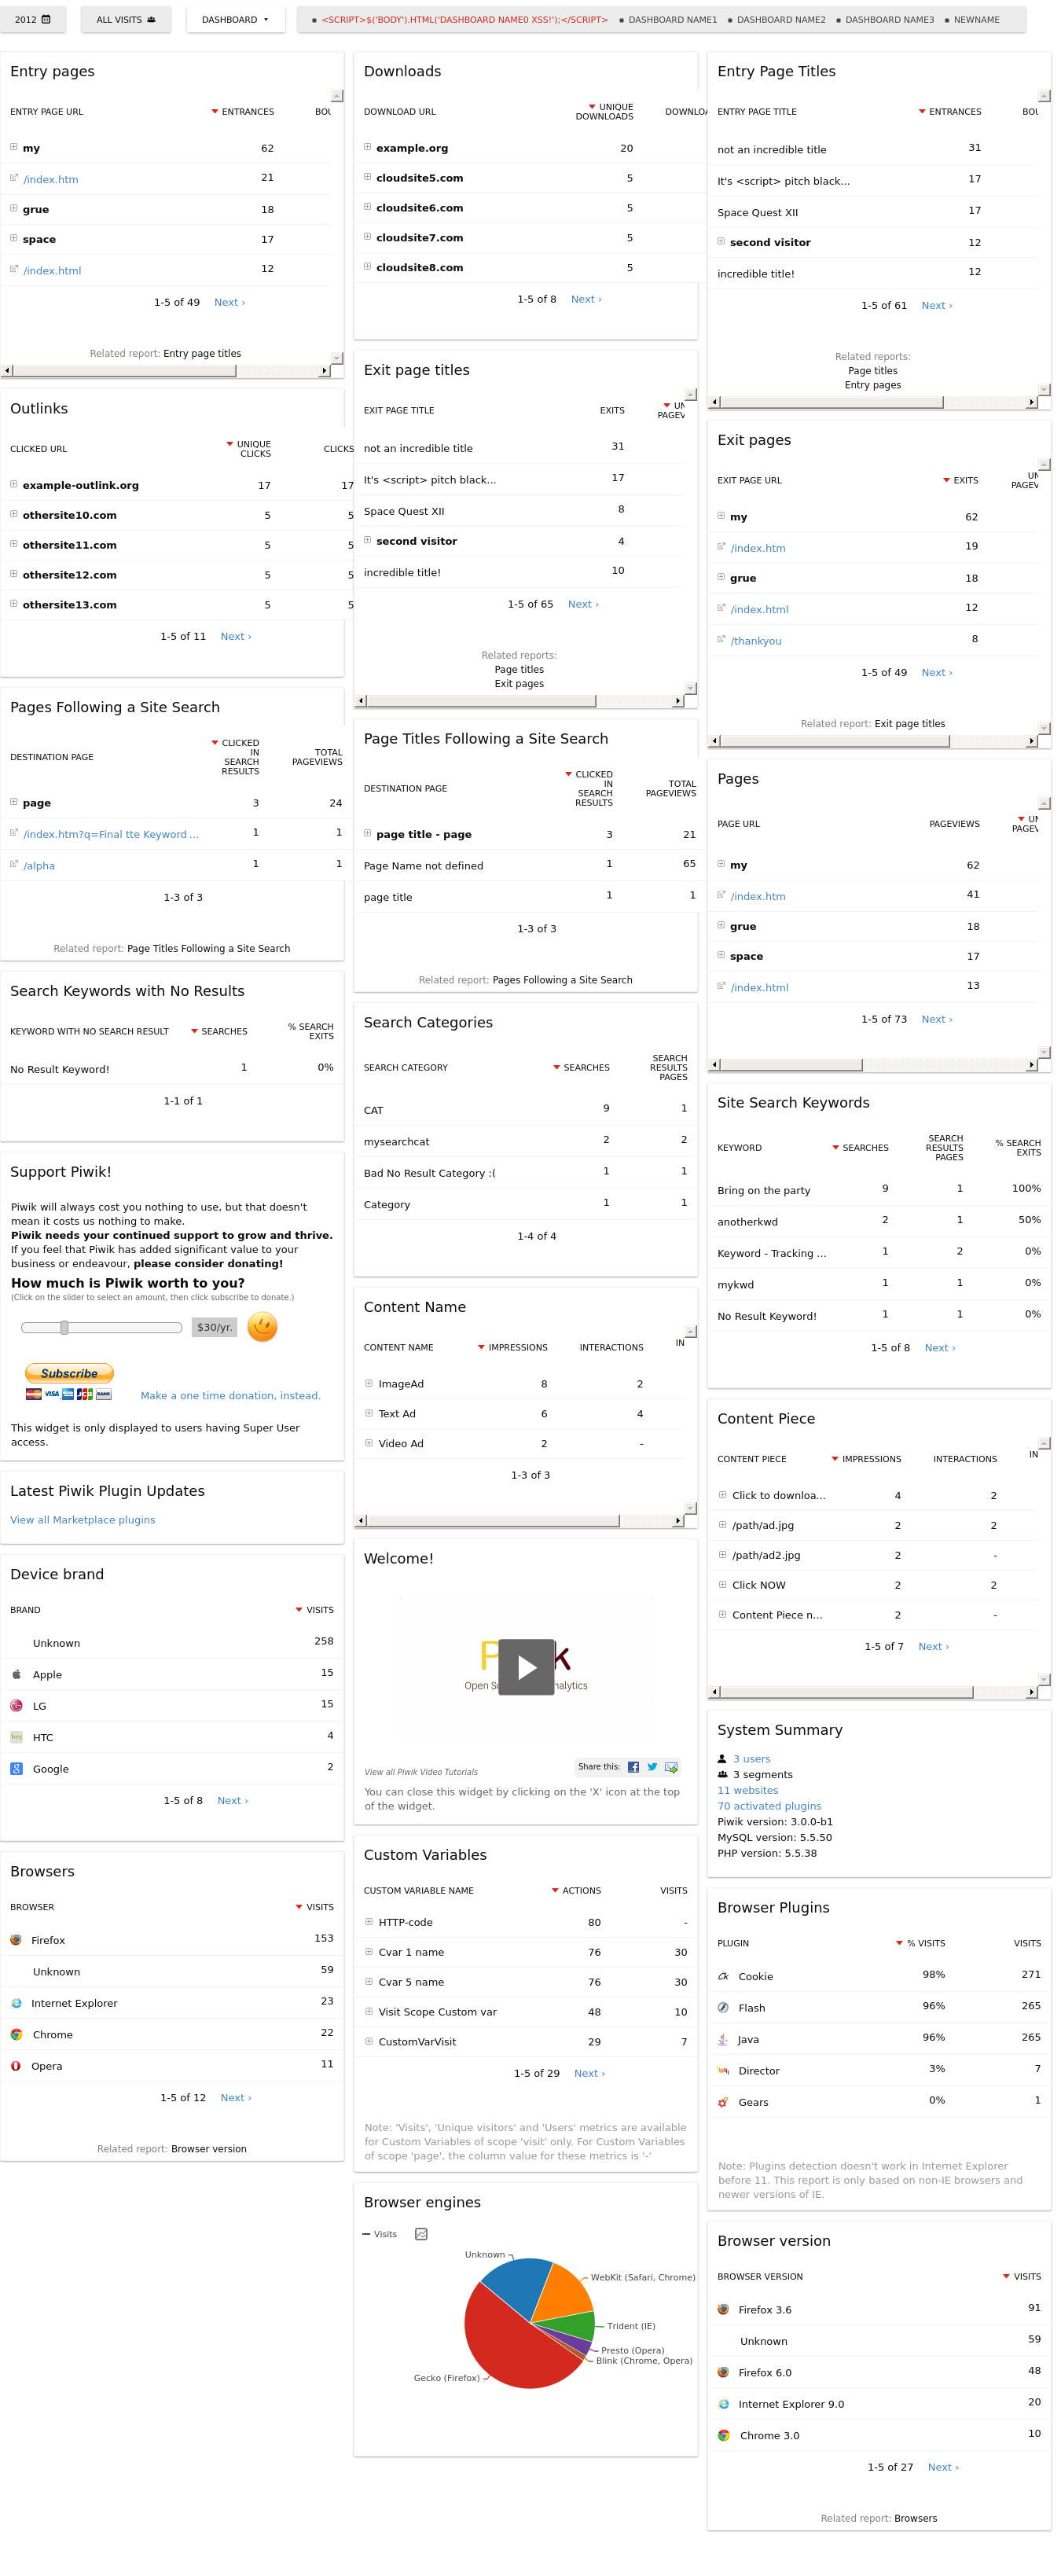 2012
ALL VISITS
DASHBOARD
<SCRIPT>$('BODY').HTML('DASHBOARD NAME0 XSS!');</SCRIPT> DASHBOARD NAME1 DASHBOARD NAME2 DASHBOARD NAME3 NEWNAME
Entry pages
ENTRY PAGE URL ENTRANCES
my 62
/index.htm 21
grue 18
space 17
/index.html 12
1-5 of 49 Next ›
Related report: Entry page titles
Outlinks
CLICKED URL UNIQUE CLICKS CLICKS
example-outlink.org 17 17
othersite10.com 5 5
othersite11.com 5 5
othersite12.com 5 5
othersite13.com 5 5
1-5 of 11 Next ›
Pages Following a Site Search
DESTINATION PAGE CLICKED IN SEARCH RESULTS TOTAL PAGEVIEWS
page 3 24
/index.htm?q=Final tte Keyword ... 1 1
/alpha 1 1
1-3 of 3
Related report: Page Titles Following a Site Search
Search Keywords with No Results
KEYWORD WITH NO SEARCH RESULT SEARCHES % SEARCH EXITS
No Result Keyword! 1 0%
1-1 of 1
Support Piwik!
Piwik will always cost you nothing to use, but that doesn't
mean it costs us nothing to make.
Piwik needs your continued support to grow and thrive.
If you feel that Piwik has added significant value to your
business or endeavour, please consider donating!
How much is Piwik worth to you?
(Click on the slider to select an amount, then click subscribe to donate.)
$30/yr.
Subscribe
VISA BANK
Make a one time donation, instead.
This widget is only displayed to users having Super User
access.
Latest Piwik Plugin Updates
View all Marketplace plugins
Device brand
BRAND VISITS
Unknown 258
Apple 15
LG 15
HTC 4
Google 2
1-5 of 8 Next ›
Browsers
BROWSER VISITS
Firefox 153
Unknown 59
Internet Explorer 23
Chrome 22
Opera 11
1-5 of 12 Next ›
Related report: Browser version
Downloads
DOWNLOAD URL UNIQUE DOWNLOADS
example.org 20
cloudsite5.com 5
cloudsite6.com 5
cloudsite7.com 5
cloudsite8.com 5
1-5 of 8 Next ›
Exit page titles
EXIT PAGE TITLE EXITS
not an incredible title 31
It's <script> pitch black... 17
Space Quest XII 8
second visitor 4
incredible title! 10
1-5 of 65 Next ›
Related reports:
Page titles
Exit pages
Page Titles Following a Site Search
DESTINATION PAGE CLICKED IN SEARCH RESULTS TOTAL PAGEVIEWS
page title - page 3 21
Page Name not defined 1 65
page title 1 1
1-3 of 3
Related report: Pages Following a Site Search
Search Categories
SEARCH CATEGORY SEARCHES SEARCH RESULTS PAGES
CAT 9 1
mysearchcat 2 2
Bad No Result Category :( 1 1
Category 1 1
1-4 of 4
Content Name
CONTENT NAME IMPRESSIONS INTERACTIONS IN
ImageAd 8 2
Text Ad 6 4
Video Ad 2 -
1-3 of 3
Welcome!
View all Piwik Video Tutorials
Share this:
You can close this widget by clicking on the 'X' icon at the top
of the widget.
Custom Variables
CUSTOM VARIABLE NAME ACTIONS VISITS
HTTP-code 80 -
Cvar 1 name 76 30
Cvar 5 name 76 30
Visit Scope Custom var 48 10
CustomVarVisit 29 7
1-5 of 29 Next ›
Note: 'Visits', 'Unique visitors' and 'Users' metrics are available
for Custom Variables of scope 'visit' only. For Custom Variables
of scope 'page', the column value for these metrics is '-'
Browser engines
Visits
Unknown
WebKit (Safari, Chrome)
Trident (IE)
Presto (Opera)
Blink (Chrome, Opera)
Gecko (Firefox)
Entry Page Titles
ENTRY PAGE TITLE ENTRANCES
not an incredible title 31
It's <script> pitch black... 17
Space Quest XII 17
second visitor 12
incredible title! 12
1-5 of 61 Next ›
Related reports:
Page titles
Entry pages
Exit pages
EXIT PAGE URL EXITS
my 62
/index.htm 19
grue 18
/index.html 12
/thankyou 8
1-5 of 49 Next ›
Related report: Exit page titles
Pages
PAGE URL PAGEVIEWS
my 62
/index.htm 41
grue 18
space 17
/index.html 13
1-5 of 73 Next ›
Site Search Keywords
KEYWORD SEARCHES SEARCH RESULTS PAGES % SEARCH EXITS
Bring on the party 9 1 100%
anotherkwd 2 1 50%
Keyword - Tracking ... 1 2 0%
mykwd 1 1 0%
No Result Keyword! 1 1 0%
1-5 of 8 Next ›
Content Piece
CONTENT PIECE IMPRESSIONS INTERACTIONS IN
Click to downloa... 4 2
/path/ad.jpg 2 2
/path/ad2.jpg 2 -
Click NOW 2 2
Content Piece n... 2 -
1-5 of 7 Next ›
System Summary
3 users
3 segments
11 websites
70 activated plugins
Piwik version: 3.0.0-b1
MySQL version: 5.5.50
PHP version: 5.5.38
Browser Plugins
PLUGIN % VISITS VISITS
Cookie 98% 271
Flash 96% 265
Java 96% 265
Director 3% 7
Gears 0% 1
Note: Plugins detection doesn't work in Internet Explorer
before 11. This report is only based on non-IE browsers and
newer versions of IE.
Browser version
BROWSER VERSION VISITS
Firefox 3.6 91
Unknown 59
Firefox 6.0 48
Internet Explorer 9.0 20
Chrome 3.0 10
1-5 of 27 Next ›
Related report: Browsers